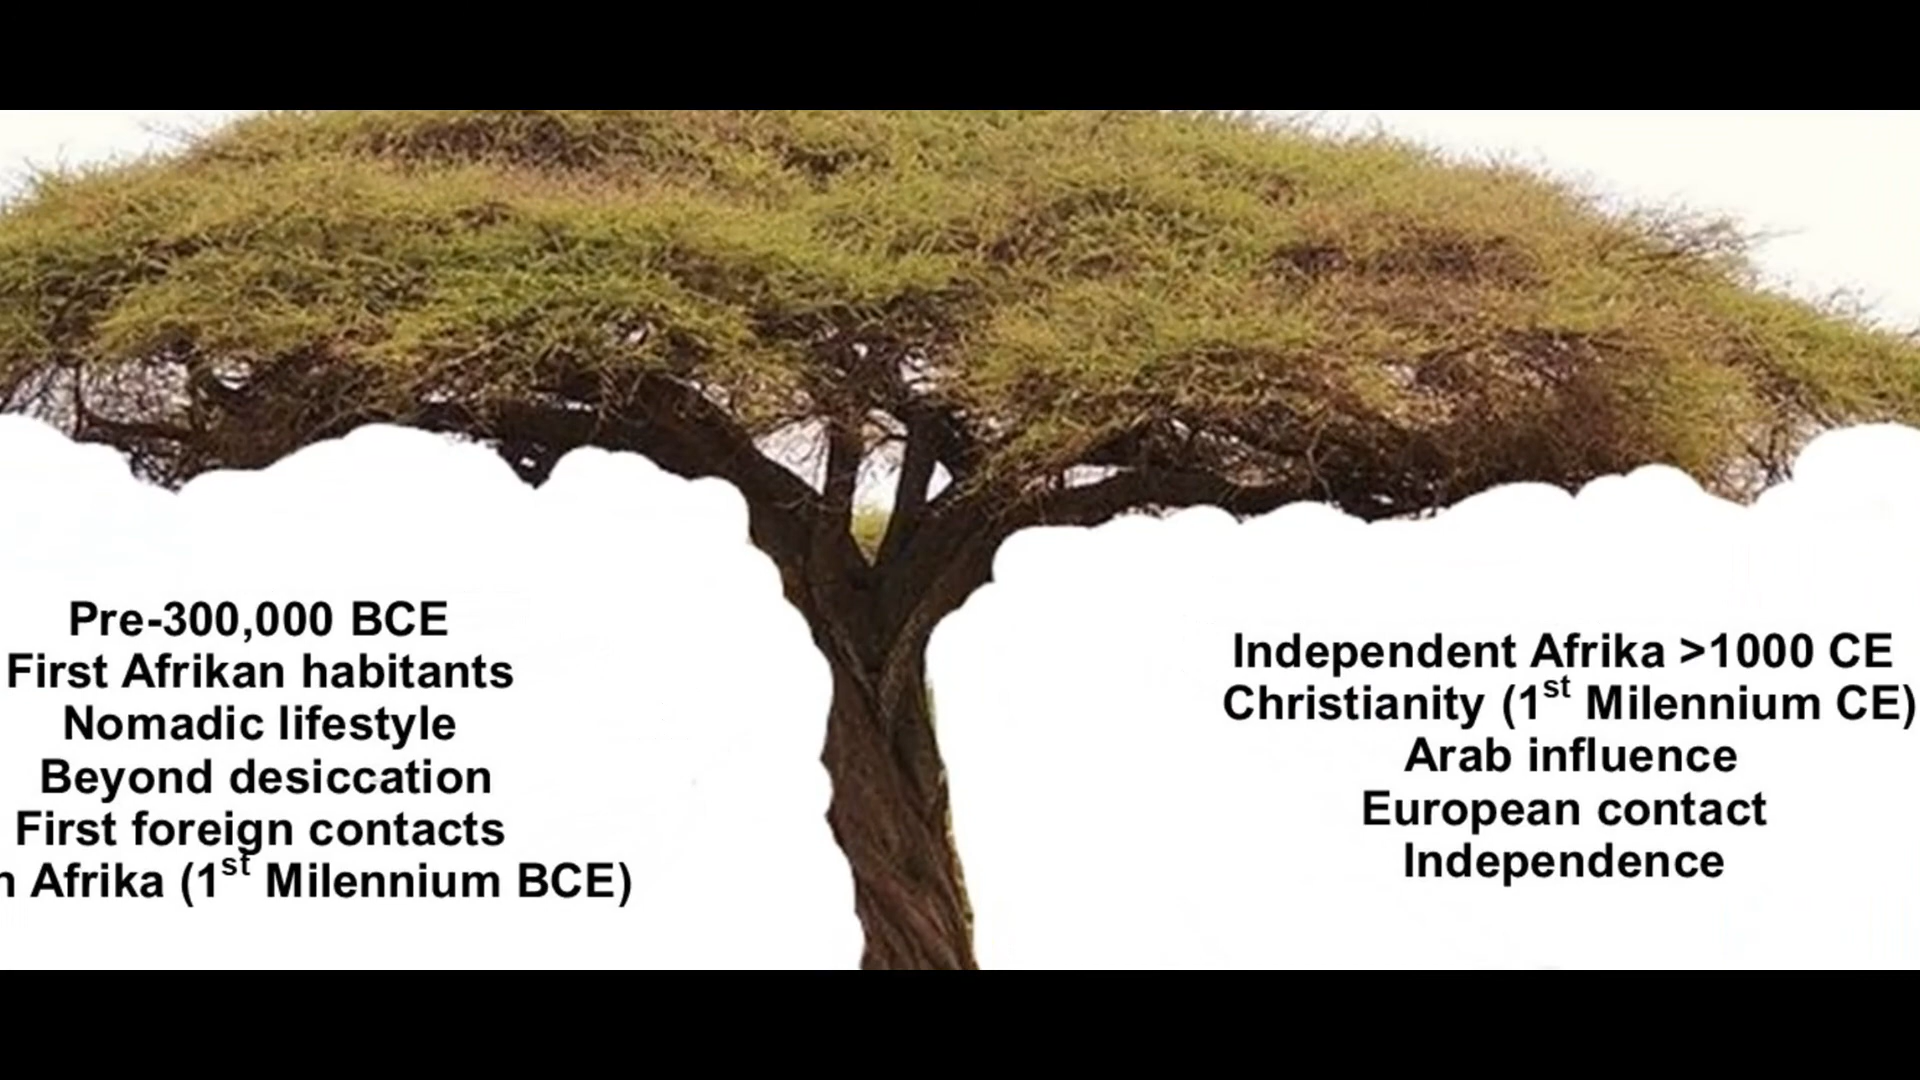 Pre-300,000 BCE
First Afrikan habitants
Nomadic lifestyle
Beyond desiccation
First foreign contacts
n Afrika (1st Milennium BCE)
Independent Afrika >1000 CE
Christianity (1st Milennium CE)
Arab influence
European contact
Independence